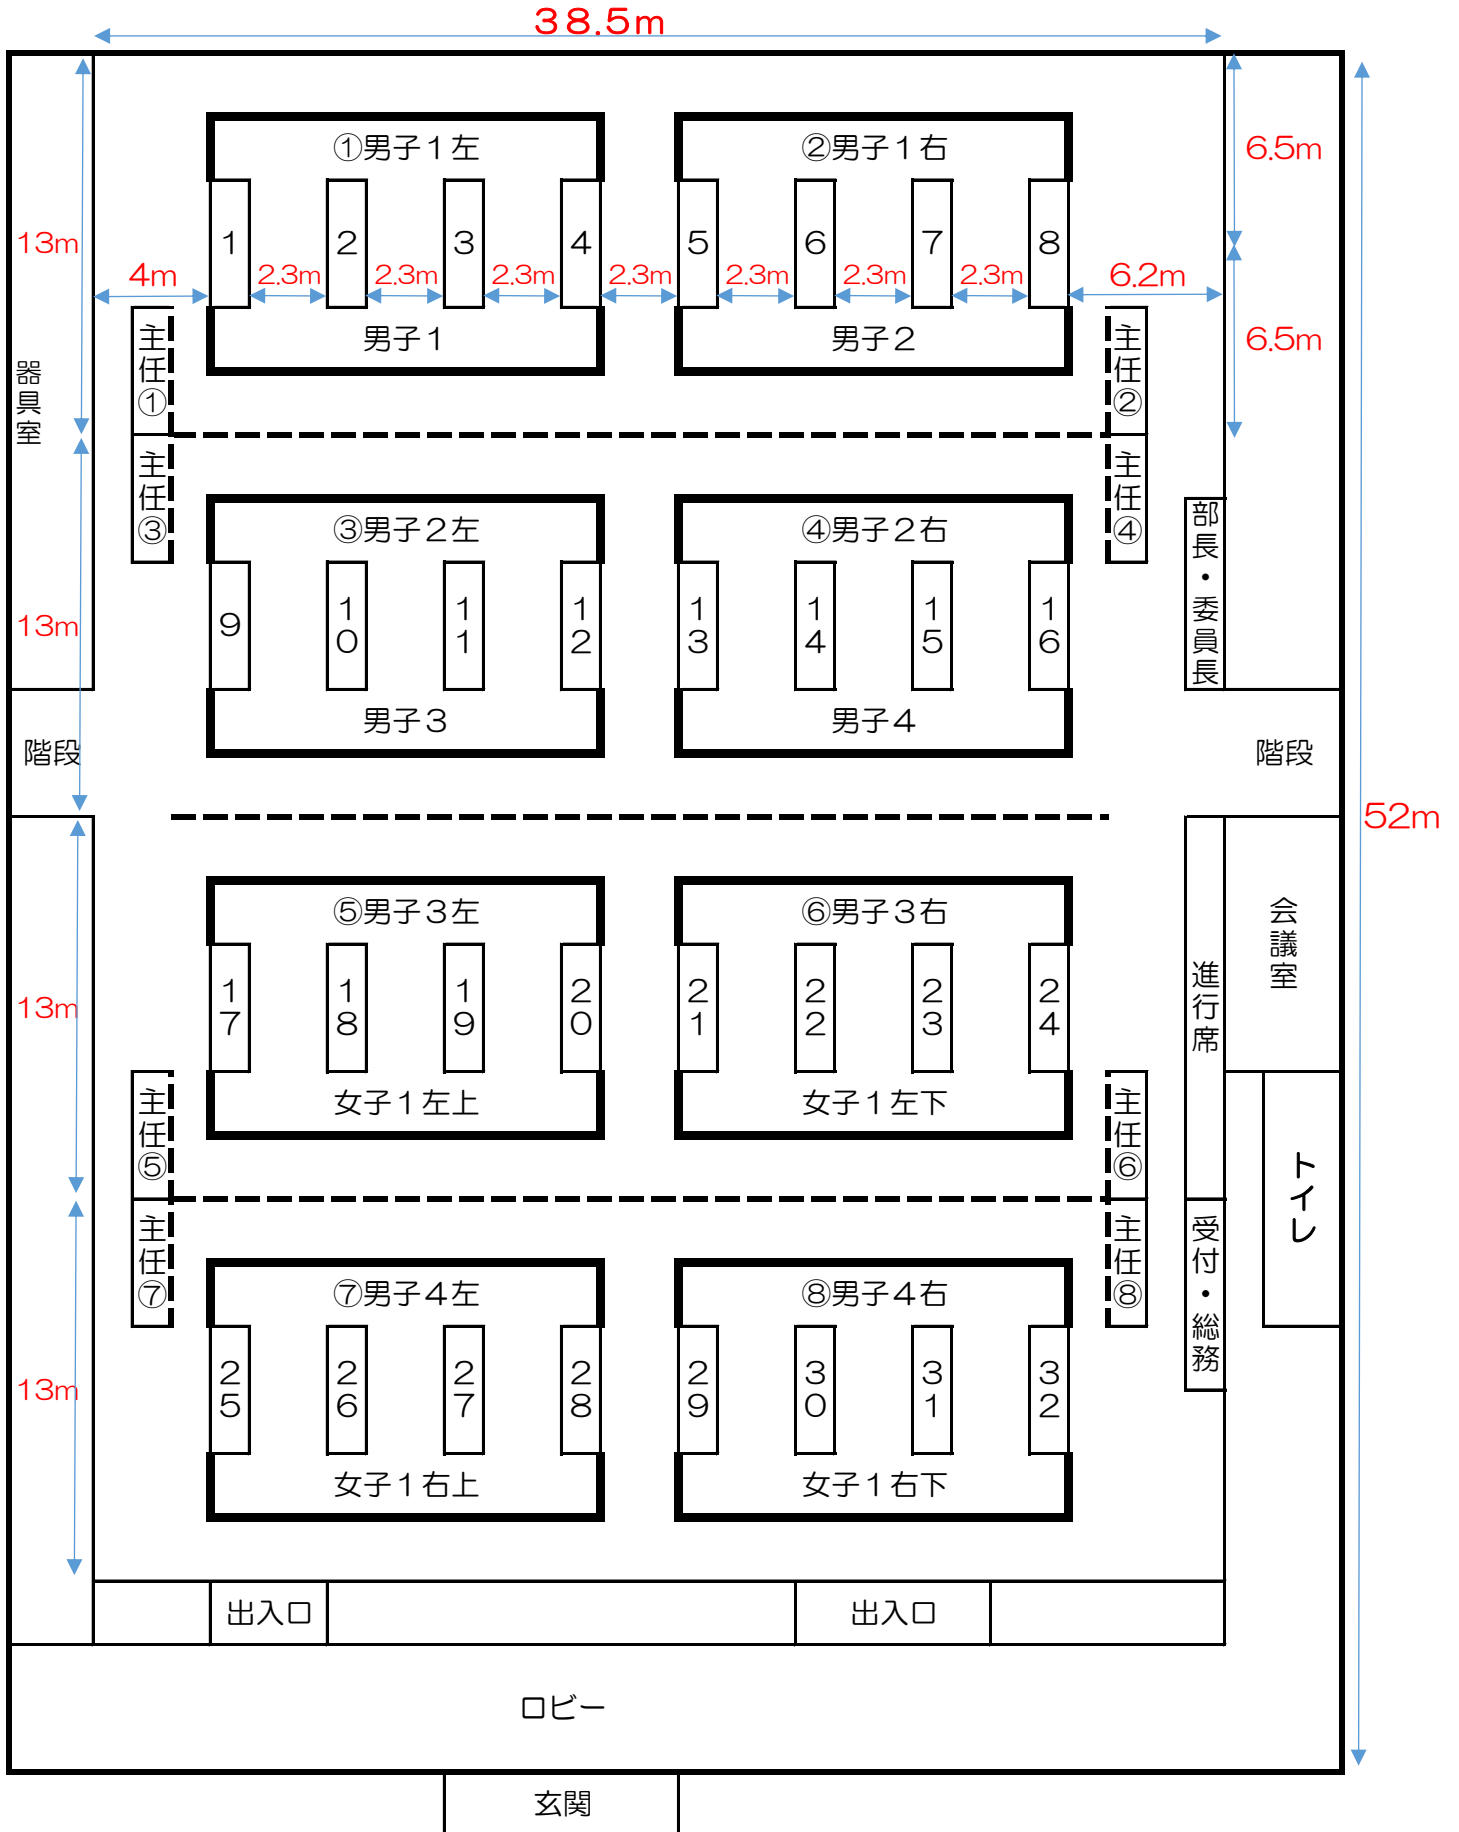 38.5m
①男子1左
②男子1右
6.5m
13m
1
2
3
4
5
6
7
8
4m
2.3m
2.3m
2.3m
2.3m
2.3m
2.3m
2.3m
6.2m
男子1
男子2
6.5m
主任①
主任②
器具室
主任③
主任④
③男子2左
④男子2右
部長・委員長
13m
9
10
11
12
13
14
15
16
男子3
男子4
階段
階段
52m
⑤男子3左
⑥男子3右
会議室
13m
17
18
19
20
21
22
23
24
進行席
女子1左上
女子1左下
主任⑤
主任⑥
トイレ
主任⑦
主任⑧
受付・総務
⑦男子4左
⑧男子4右
13m
25
26
27
28
29
30
31
32
女子1右上
女子1右下
出入口
出入口
ロビー
玄関